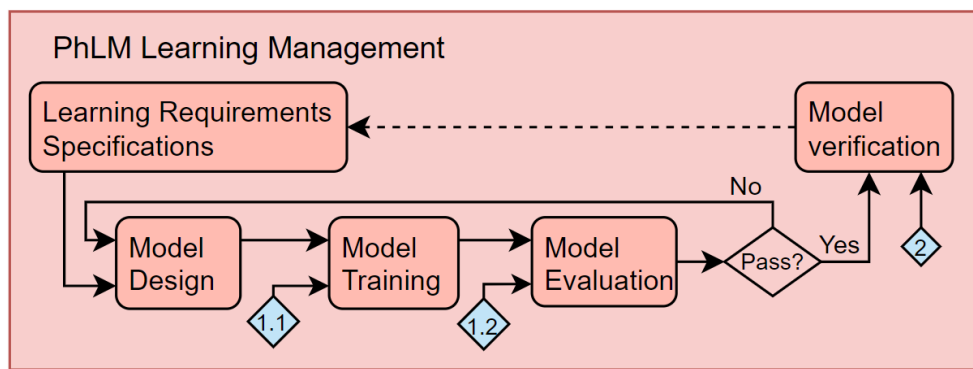 PhLM Learning Management
Learning Requirements
Specifications
Model
verification
No
Model
Design
Model
Training
Model
Evaluation
Pass?
Yes
2
1.1
1.2